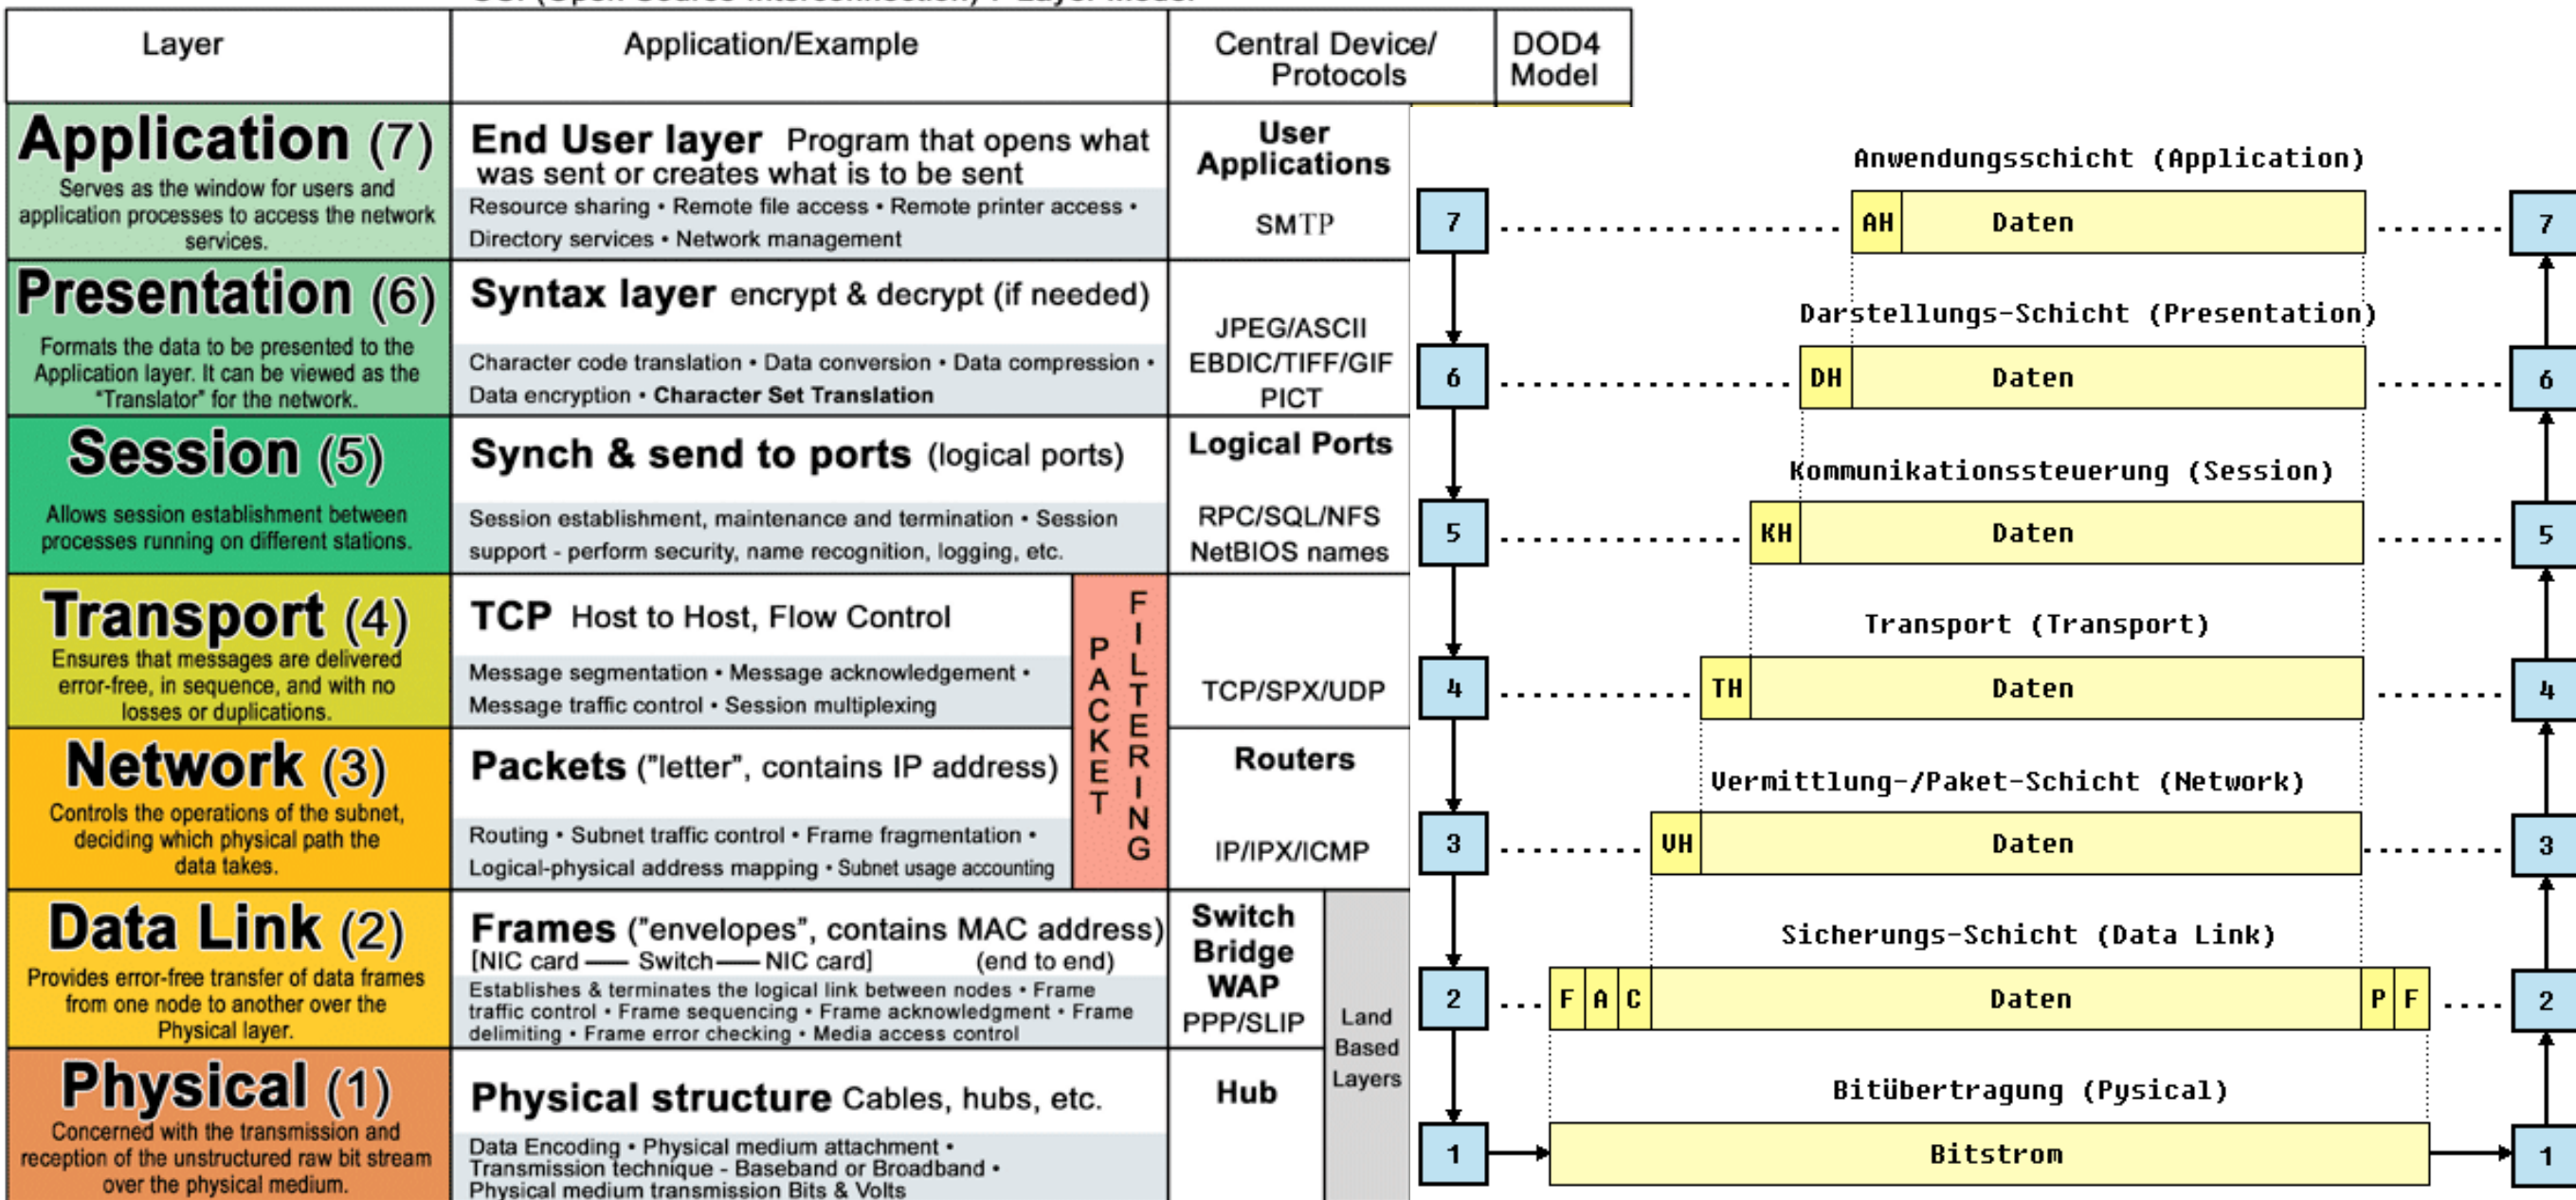 Layer
Application/Example
Central Device/
Protocols
DOD4
Model
Application (7)
Serves as the window for users and
application processes to access the network
services.
End User layer Program that opens what
was sent or creates what is to be sent
Resource sharing • Remote file access • Remote printer access •
Directory services • Network management
User
Applications
SMTP
Presentation (6)
Formats the data to be presented to the
Application layer. It can be viewed as the
"Translator" for the network.
Syntax layer encrypt & decrypt (if needed)
Character code translation • Data conversion • Data compression •
Data encryption • Character Set Translation
JPEG/ASCII
EBDIC/TIFF/GIF
PICT
Session (5)
Allows session establishment between
processes running on different stations.
Synch & send to ports (logical ports)
Session establishment, maintenance and termination • Session
support - perform security, name recognition, logging, etc.
Logical Ports
RPC/SQL/NFS
NetBIOS names
Transport (4)
Ensures that messages are delivered
error-free, in sequence, and with no
losses or duplications.
TCP Host to Host, Flow Control
Message segmentation • Message acknowledgement •
Message traffic control • Session multiplexing
PACKET
FILTERING
TCP/SPX/UDP
Network (3)
Controls the operations of the subnet,
deciding which physical path the
data takes.
Packets ("letter", contains IP address)
Routing • Subnet traffic control • Frame fragmentation •
Logical-physical address mapping • Subnet usage accounting
Routers
IP/IPX/ICMP
Data Link (2)
Provides error-free transfer of data frames
from one node to another over the
Physical layer.
Frames ("envelopes", contains MAC address)
[NIC card —— Switch —— NIC card] (end to end)
Establishes & terminates the logical link between nodes • Frame
traffic control • Frame sequencing • Frame acknowledgment • Frame
delimiting • Frame error checking • Media access control
Switch
Bridge
WAP
PPP/SLIP
Land
Based
Layers
Physical (1)
Concerned with the transmission and
reception of the unstructured raw bit stream
over the physical medium.
Physical structure Cables, hubs, etc.
Data Encoding • Physical medium attachment •
Transmission technique - Baseband or Broadband •
Physical medium transmission Bits & Volts
Hub
Anwendungsschicht (Application)
7 AH Daten 7
Darstellungs-Schicht (Presentation)
6 DH Daten 6
Kommunikationssteuerung (Session)
5 KH Daten 5
Transport (Transport)
4 TH Daten 4
Vermittlung-/Paket-Schicht (Network)
3 VH Daten 3
Sicherungs-Schicht (Data Link)
2 F A C Daten P F 2
Bitübertragung (Pysical)
1 Bitstrom 1